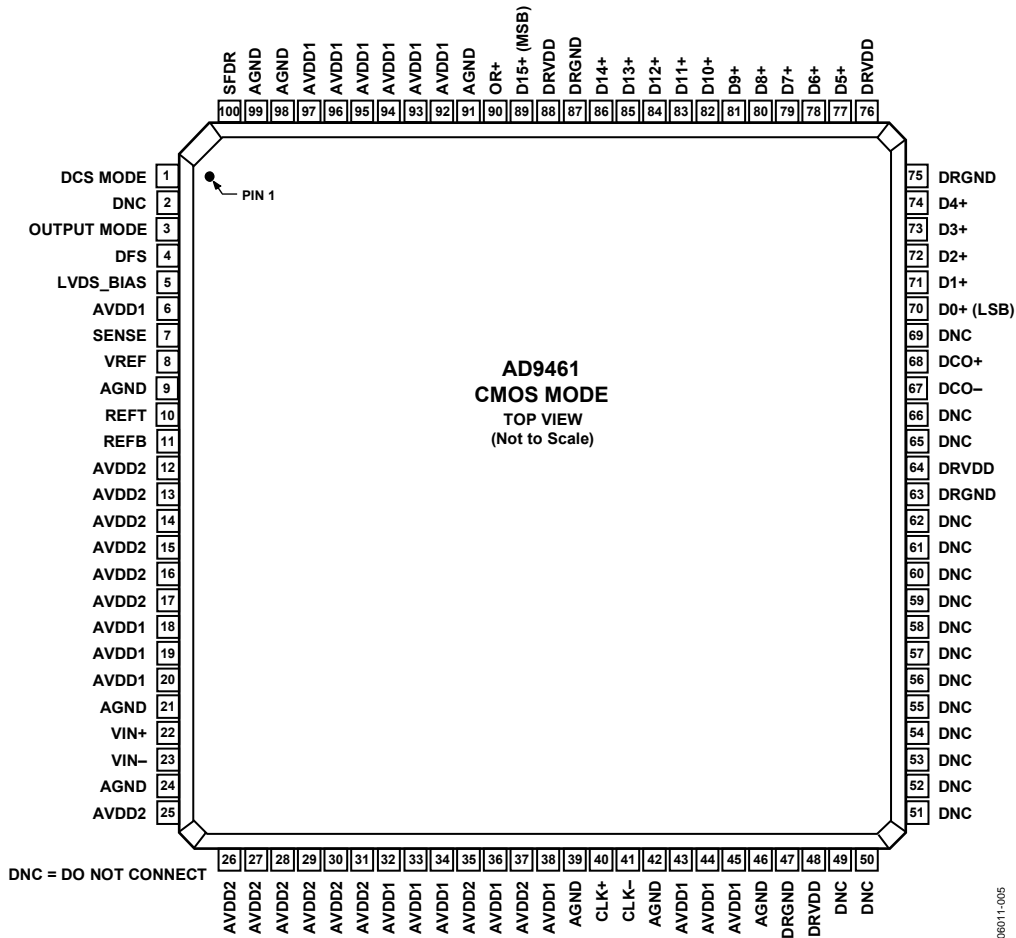 SFDR
AGND
AGND
AVDD1
AVDD1
AVDD1
AVDD1
AVDD1
AVDD1
AGND
OR+
D15+ (MSB)
DRVDD
DRGND
D14+
D13+
D12+
D11+
D10+
D9+
D8+
D7+
D6+
D5+
DRVDD
100 99 98 97 96 95 94 93 92 91 90 89 88 87 86 85 84 83 82 81 80 79 78 77 76
DCS MODE 1
DNC 2
OUTPUT MODE 3
DFS 4
LVDS_BIAS 5
AVDD1 6
SENSE 7
VREF 8
AGND 9
REFT 10
REFB 11
AVDD2 12
AVDD2 13
AVDD2 14
AVDD2 15
AVDD2 16
AVDD2 17
AVDD1 18
AVDD1 19
AVDD1 20
AGND 21
VIN+ 22
VIN– 23
AGND 24
AVDD2 25
PIN 1
AD9461
CMOS MODE
TOP VIEW
(Not to Scale)
75 DRGND
74 D4+
73 D3+
72 D2+
71 D1+
70 D0+ (LSB)
69 DNC
68 DCO+
67 DCO–
66 DNC
65 DNC
64 DRVDD
63 DRGND
62 DNC
61 DNC
60 DNC
59 DNC
58 DNC
57 DNC
56 DNC
55 DNC
54 DNC
53 DNC
52 DNC
51 DNC
26 27 28 29 30 31 32 33 34 35 36 37 38 39 40 41 42 43 44 45 46 47 48 49 50
DNC = DO NOT CONNECT
AVDD2
AVDD2
AVDD2
AVDD2
AVDD2
AVDD2
AVDD1
AVDD1
AVDD1
AVDD2
AVDD1
AVDD2
AVDD1
AGND
CLK+
CLK–
AGND
AVDD1
AVDD1
AVDD1
AGND
DRGND
DRVDD
DNC
DNC
06011-005